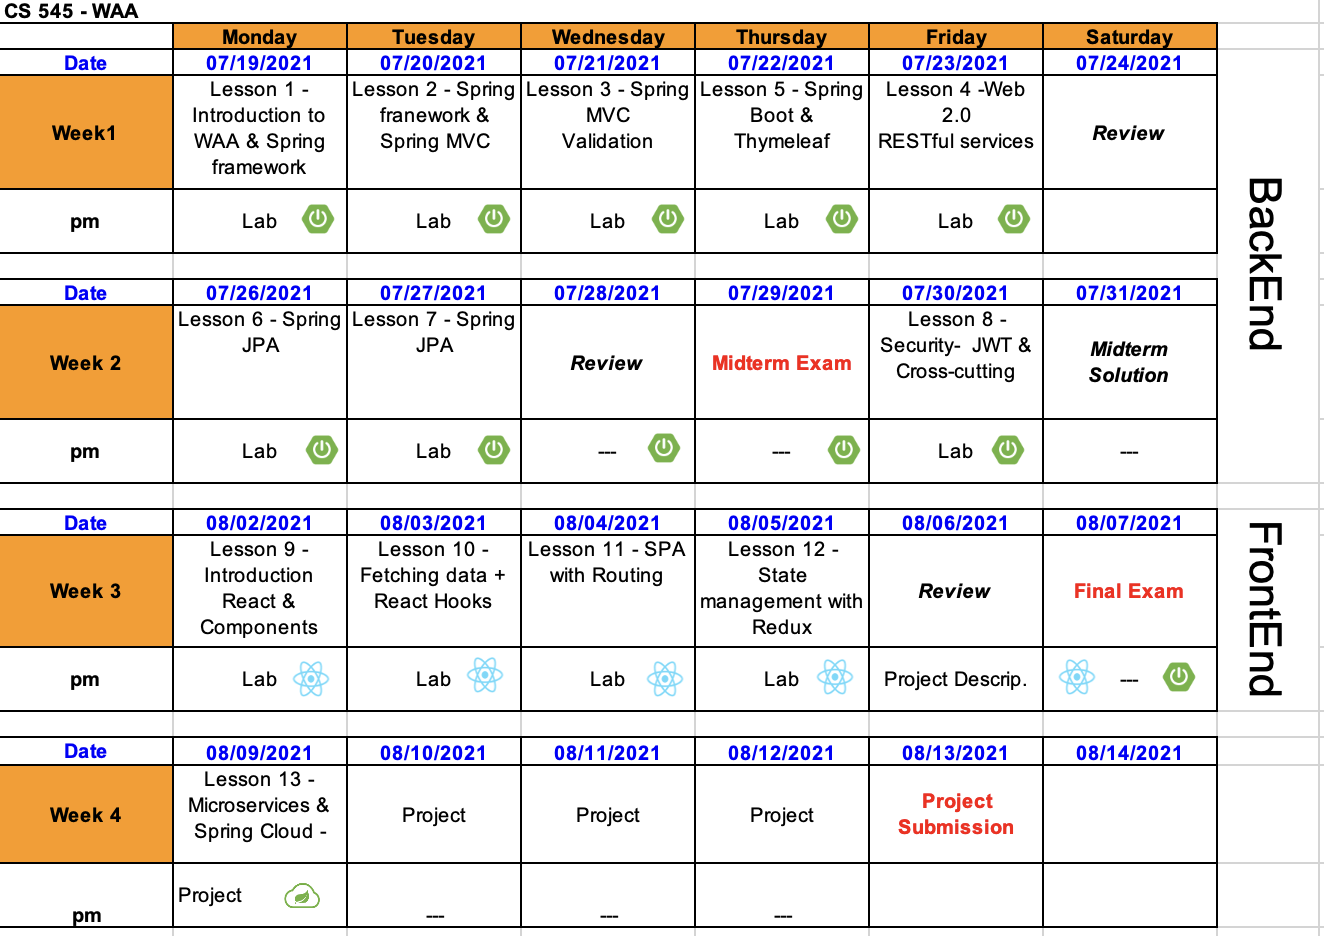 CS 545 - WAA
Monday Tuesday Wednesday Thursday Friday Saturday
Date 07/19/2021 07/20/2021 07/21/2021 07/22/2021 07/23/2021 07/24/2021
Week1
Lesson 1 -
Introduction to
WAA & Spring
framework
Lesson 2 - Spring
franework &
Spring MVC
Lesson 3 - Spring
MVC
Validation
Lesson 5 - Spring
Boot &
Thymeleaf
Lesson 4 -Web
2.0
RESTful services
Review
pm Lab Lab Lab Lab Lab
Date 07/26/2021 07/27/2021 07/28/2021 07/29/2021 07/30/2021 07/31/2021
Week 2
Lesson 6 - Spring
JPA
Lesson 7 - Spring
JPA
Review
Midterm Exam
Lesson 8 -
Security- JWT &
Cross-cutting
Midterm
Solution
pm Lab Lab --- --- Lab ---
BackEnd
Date 08/02/2021 08/03/2021 08/04/2021 08/05/2021 08/06/2021 08/07/2021
Week 3
Lesson 9 -
Introduction
React &
Components
Lesson 10 -
Fetching data +
React Hooks
Lesson 11 - SPA
with Routing
Lesson 12 -
State
management with
Redux
Review
Final Exam
pm Lab Lab Lab Lab Project Descrip. ---
FrontEnd
Date 08/09/2021 08/10/2021 08/11/2021 08/12/2021 08/13/2021 08/14/2021
Week 4
Lesson 13 -
Microservices &
Spring Cloud -
Project
Project
Project
Project
Submission
pm Project --- --- ---